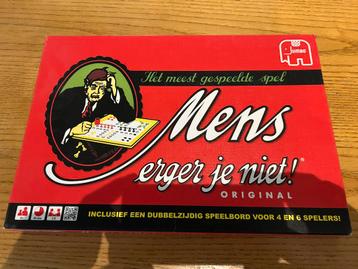 Jumbo
Het meest gespeelde spel
Mens
erger je niet!
ORIGINAL
INCLUSIEF EEN DUBBELZIJDIG SPEELBORD VOOR 4 EN 6 SPELERS!